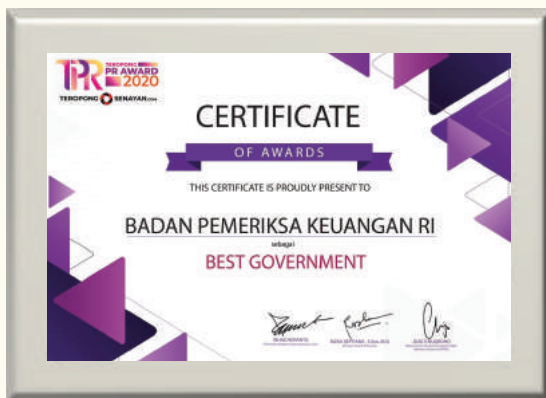 TPR
TEROPONG
PR AWARD
2020
TEROPONG SENAYAN.COM
CERTIFICATE
OF AWARDS
THIS CERTIFICATE IS PROUDLY PRESENT TO
BADAN PEMERIKSA KEUANGAN RI
sebagai
BEST GOVERNMENT